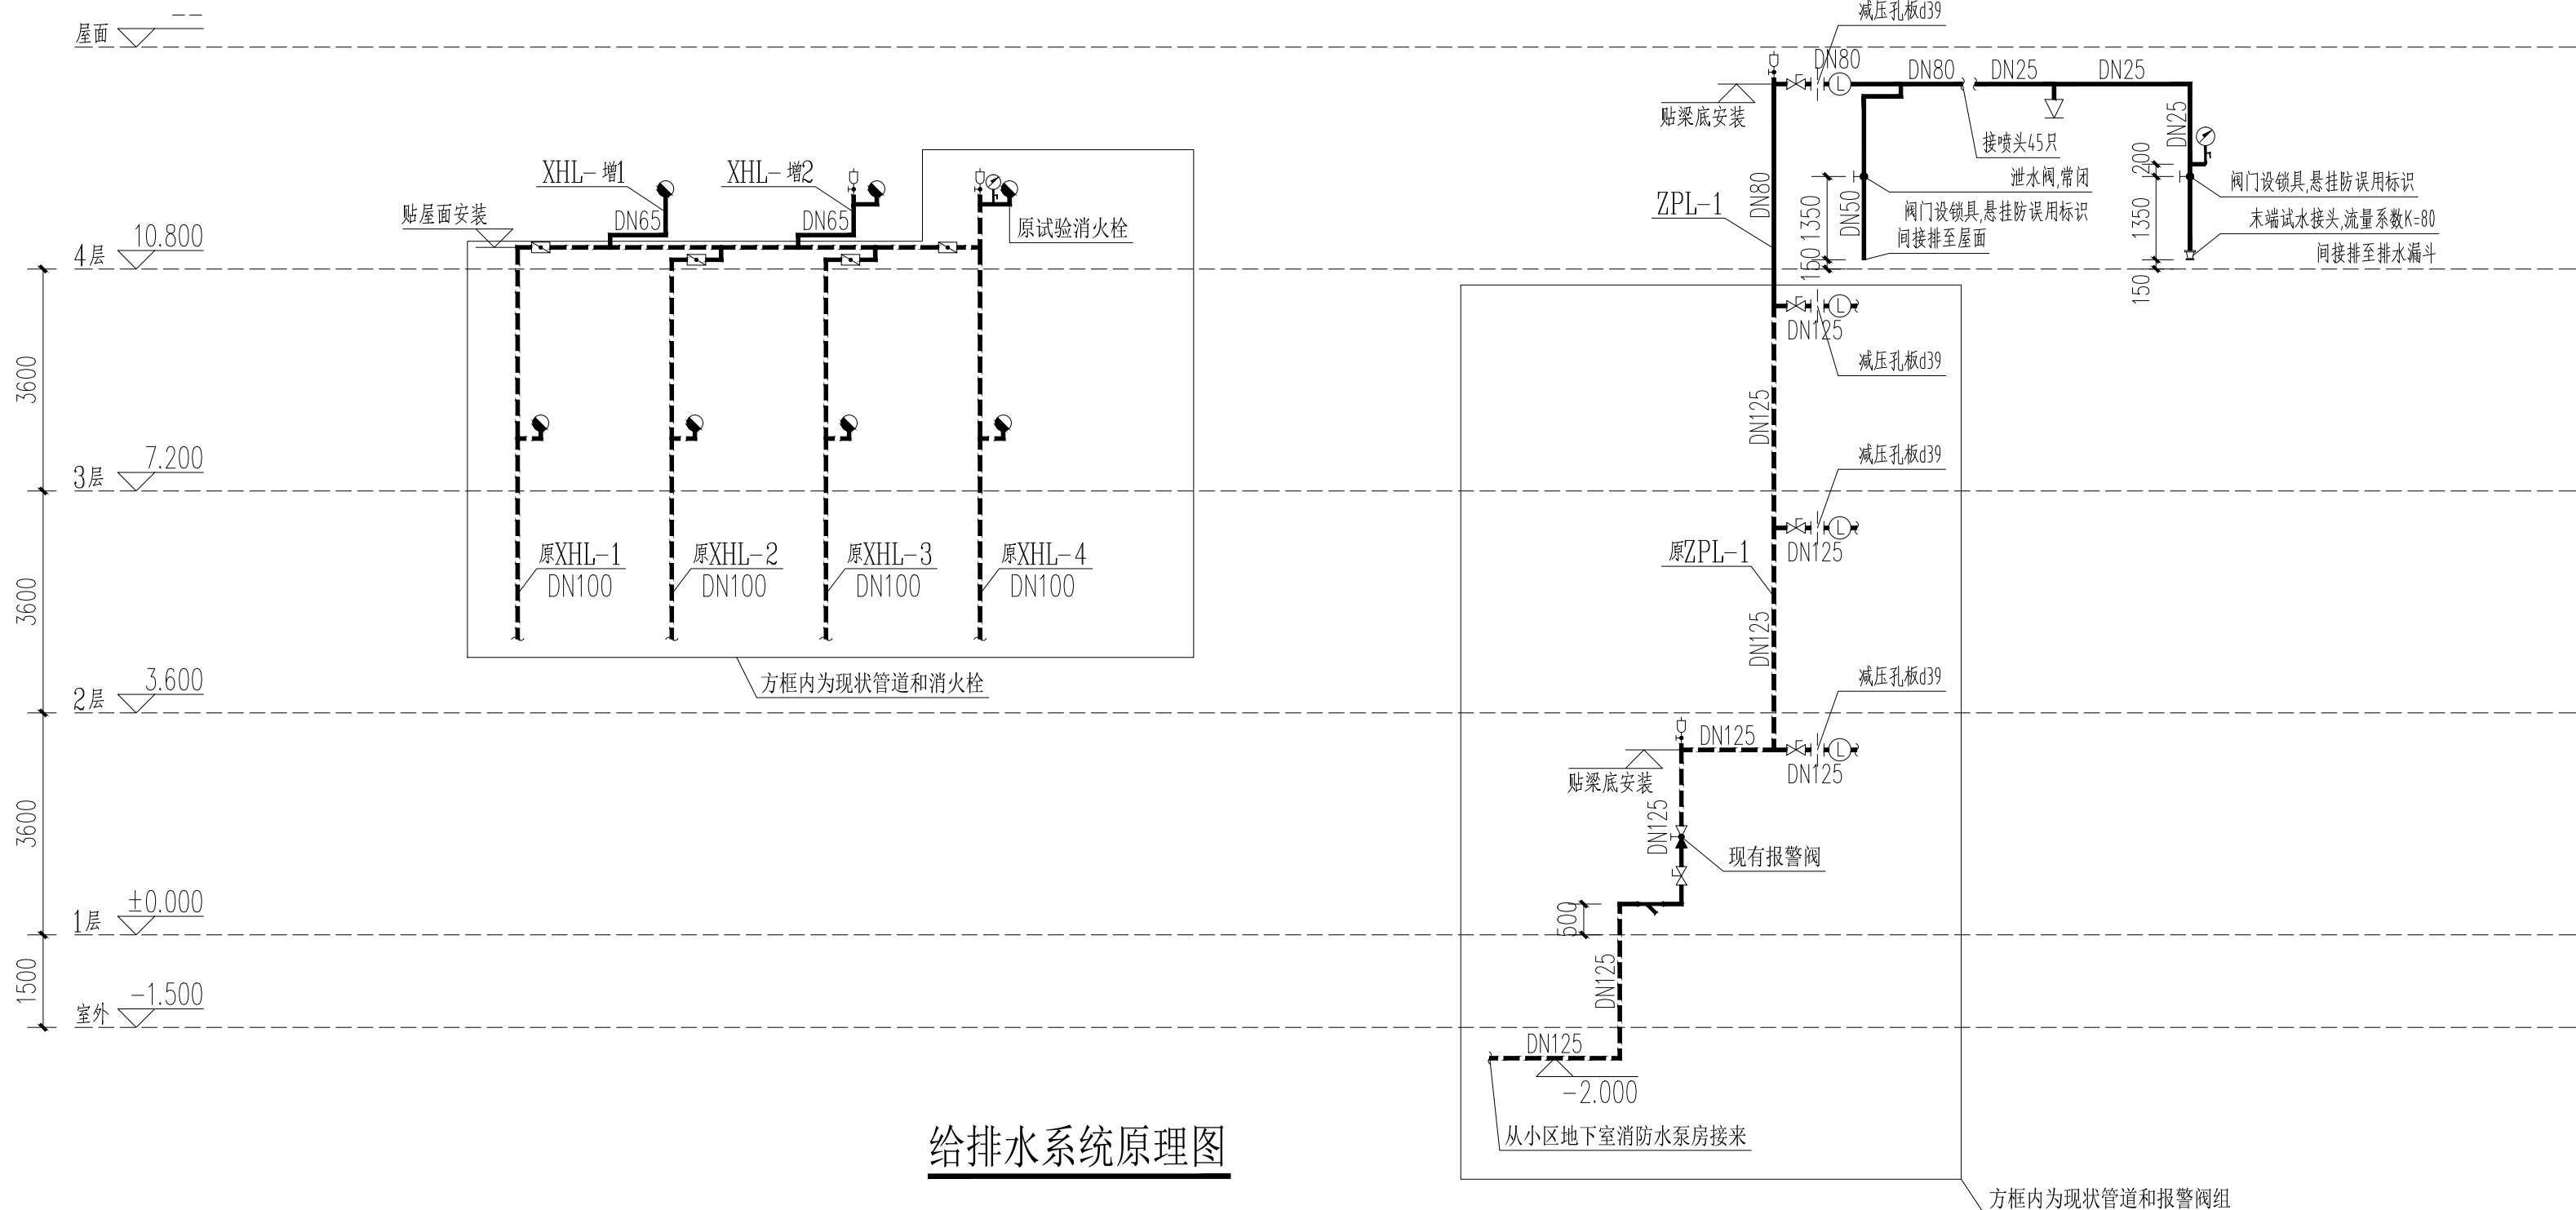 屋面
4层
10.800
3层
7.200
2层
3.600
1层
±0.000
室外
-1.500
3600
3600
3600
1500
XHL-增1
XHL-增2
DN65
DN65
贴屋面安装
原试验消火栓
原XHL-1
DN100
原XHL-2
DN100
原XHL-3
DN100
原XHL-4
DN100
方框内为现状管道和消火栓
减压孔板d39
DN80
DN80
DN25
DN25
贴梁底安装
接喷头45只
DN25
200
1350
150
泄水阀,常闭
阀门设锁具,悬挂防误用标识
间接排至屋面
DN50
1350
150
阀门设锁具,悬挂防误用标识
末端试水接头,流量系数K=80
间接排至排水漏斗
ZPL-1
DN80
DN125
减压孔板d39
DN125
减压孔板d39
DN125
原ZPL-1
DN125
减压孔板d39
DN125
DN125
贴梁底安装
DN125
现有报警阀
500
DN125
DN125
-2.000
从小区地下室消防水泵房接来
方框内为现状管道和报警阀组
给排水系统原理图
L
L
L
L